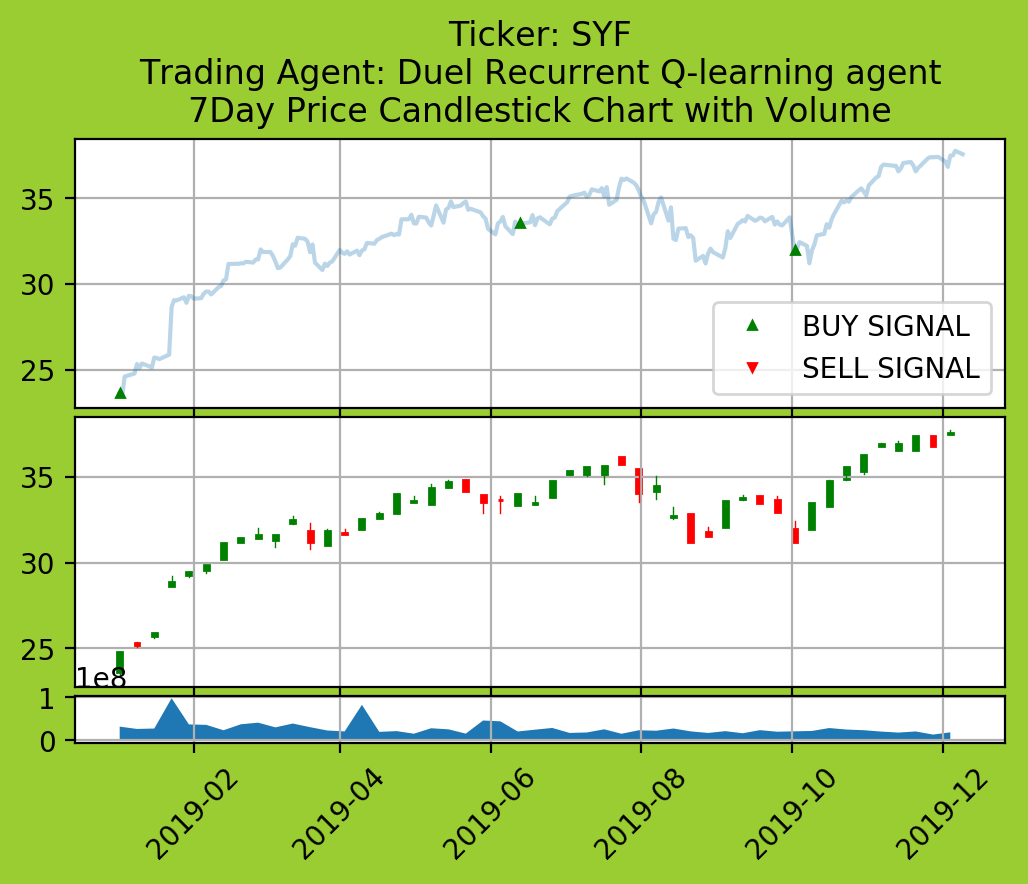 Ticker: SYF
Trading Agent: Duel Recurrent Q-learning agent
7Day Price Candlestick Chart with Volume
35
30
25
BUY SIGNAL
SELL SIGNAL
35
30
25
1e8
1
0
2019-02
2019-04
2019-06
2019-08
2019-10
2019-12